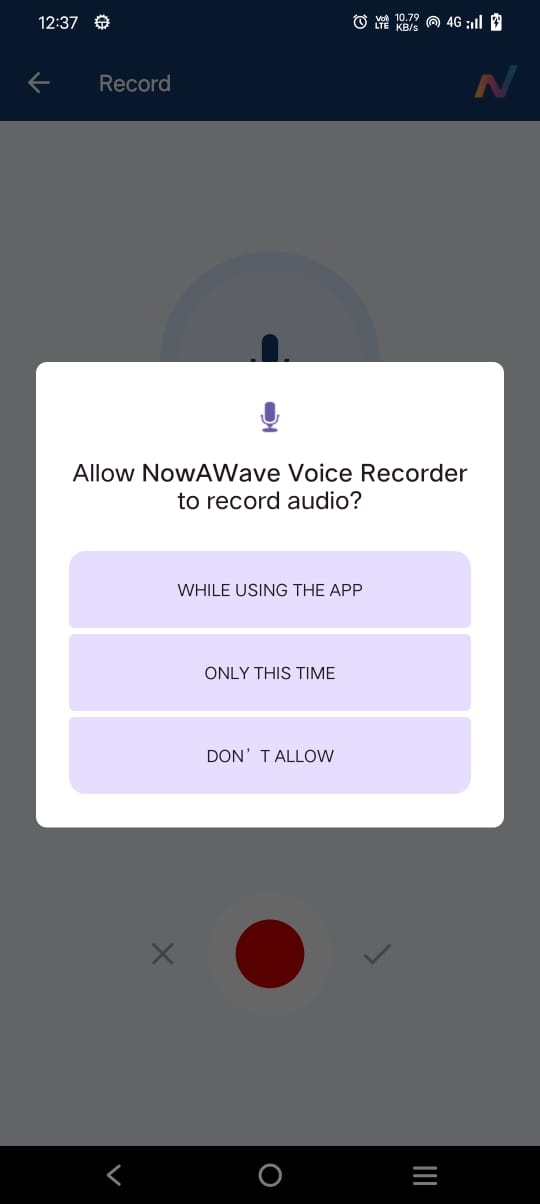 12:37
Vo) LTE 10.79 KB/s 4G
Record
Allow NowAWave Voice Recorder
to record audio?
WHILE USING THE APP
ONLY THIS TIME
DON’T ALLOW